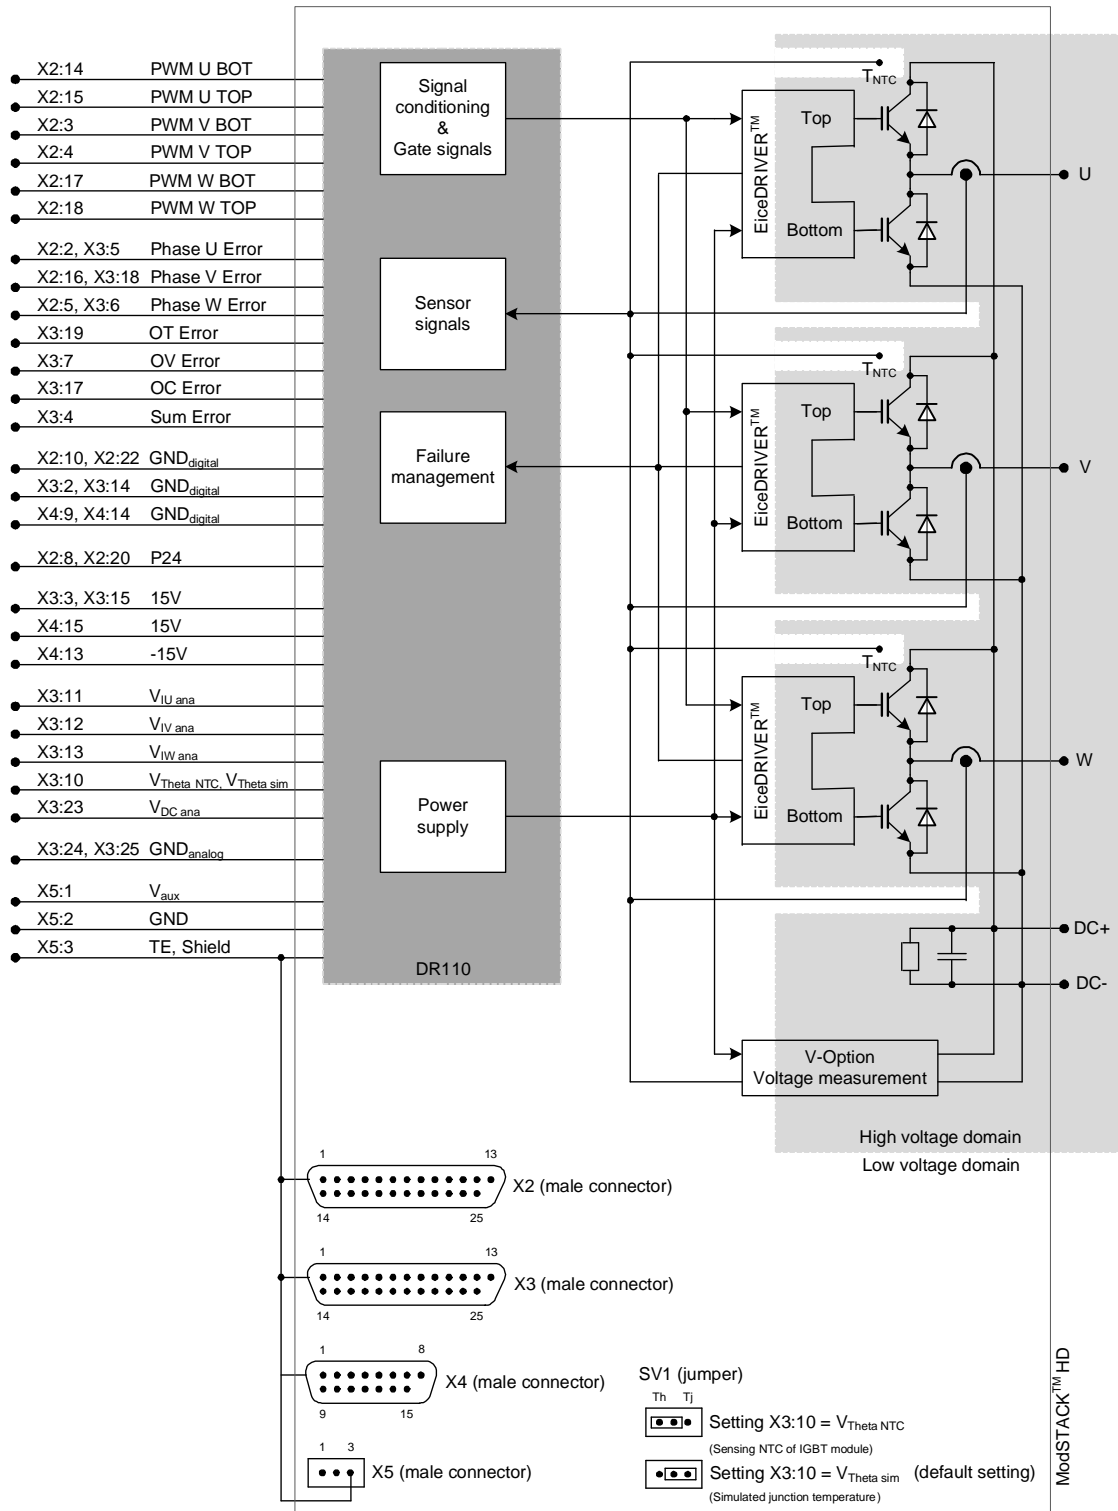 X2:14 PWM U BOT
X2:15 PWM U TOP
X2:3 PWM V BOT
X2:4 PWM V TOP
X2:17 PWM W BOT
X2:18 PWM W TOP
X2:2, X3:5 Phase U Error
X2:16, X3:18 Phase V Error
X2:5, X3:6 Phase W Error
X3:19 OT Error
X3:7 OV Error
X3:17 OC Error
X3:4 Sum Error
X2:10, X2:22 GNDdigital
X3:2, X3:14 GNDdigital
X4:9, X4:14 GNDdigital
X2:8, X2:20 P24
X3:3, X3:15 15V
X4:15 15V
X4:13 -15V
X3:11 VIU ana
X3:12 VIV ana
X3:13 VIW ana
X3:10 VTheta NTC, VTheta sim
X3:23 VDC ana
X3:24, X3:25 GNDanalog
X5:1 Vaux
X5:2 GND
X5:3 TE, Shield
Signal
conditioning
&
Gate signals
Sensor
signals
Failure
management
Power
supply
DR110
TNTC
EiceDRIVER™
Top
Bottom
U
TNTC
EiceDRIVER™
Top
Bottom
V
TNTC
EiceDRIVER™
Top
Bottom
W
DC+
DC-
V-Option
Voltage measurement
High voltage domain
Low voltage domain
1 13
X2 (male connector)
14 25
1 13
X3 (male connector)
14 25
1 8
X4 (male connector)
9 15
1 3
X5 (male connector)
SV1 (jumper)
Th Tj
Setting X3:10 = VTheta NTC
(Sensing NTC of IGBT module)
Setting X3:10 = VTheta sim (default setting)
(Simulated junction temperature)
ModSTACK™ HD